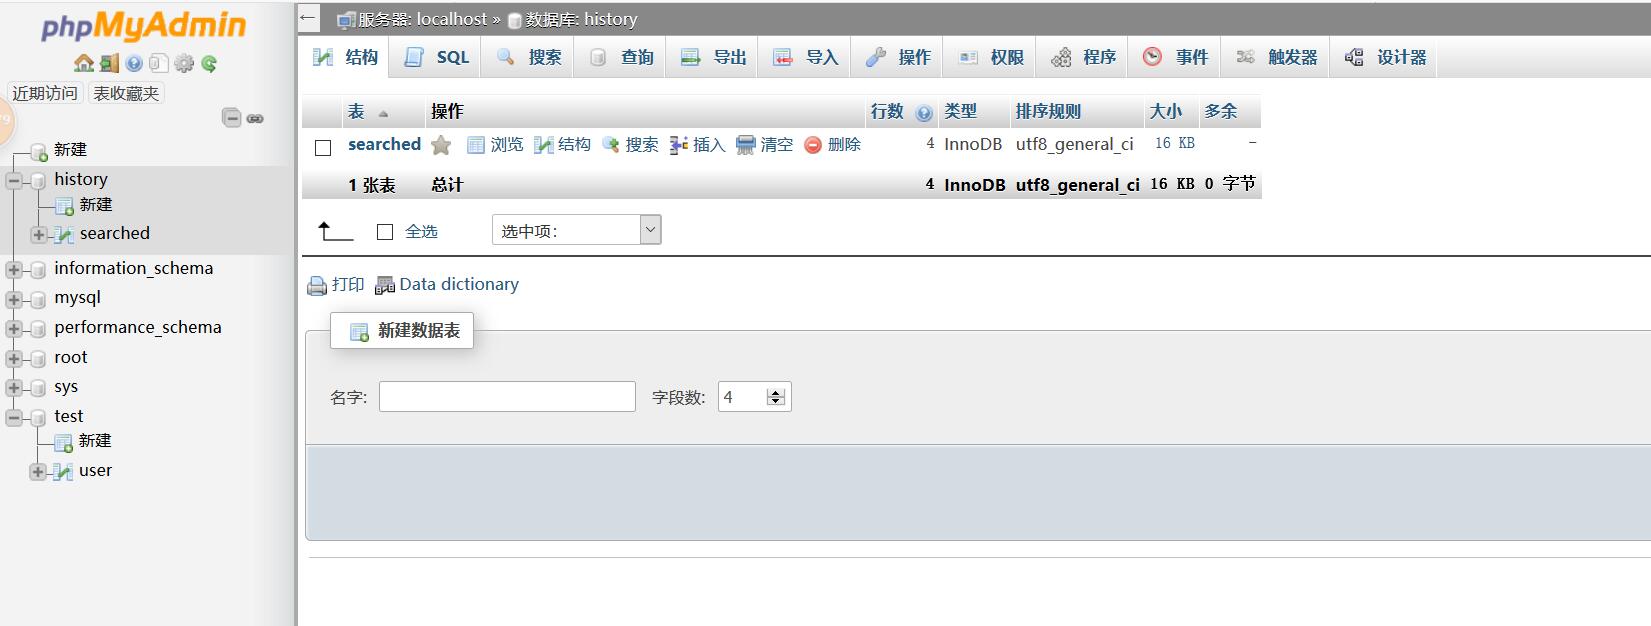 phpMyAdmin
近期访问 表收藏夹
新建
history
新建
searched
information_schema
mysql
performance_schema
root
sys
test
新建
user
服务器: localhost » 数据库: history
结构 SQL 搜索 查询 导出 导入 操作 权限 程序 事件 触发器 设计器
表 操作 行数 类型 排序规则 大小 多余
searched 浏览 结构 搜索 插入 清空 删除 4 InnoDB utf8_general_ci 16 KB -
1 张表 总计 4 InnoDB utf8_general_ci 16 KB 0 字节
全选 选中项:
打印 Data dictionary
新建数据表
名字: 字段数: 4